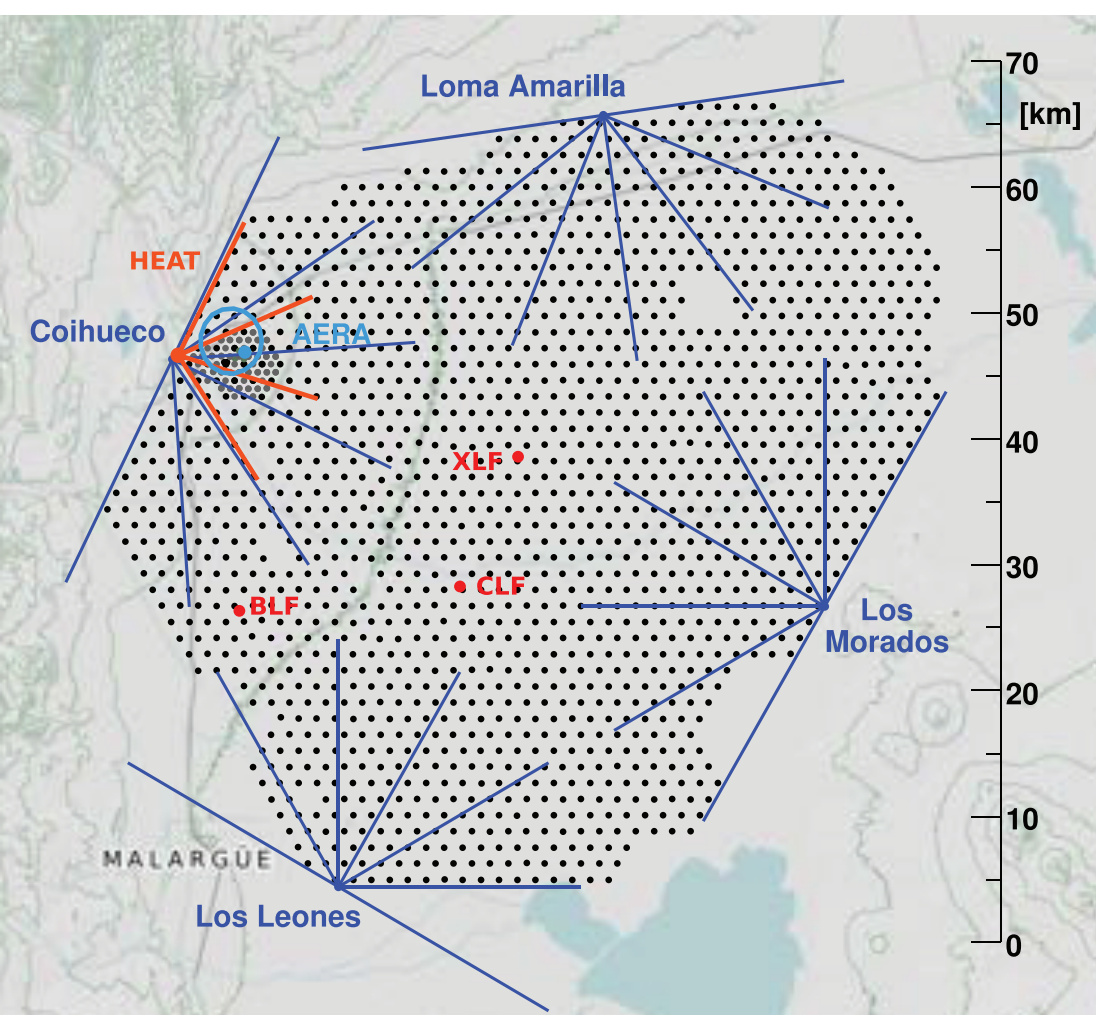 70
Loma Amarilla
[km]
60
HEAT
50
Coihueco
AERA
40
XLF
30
CLF
BLF
Los
Morados
20
10
MALARGÜE
Los Leones
0